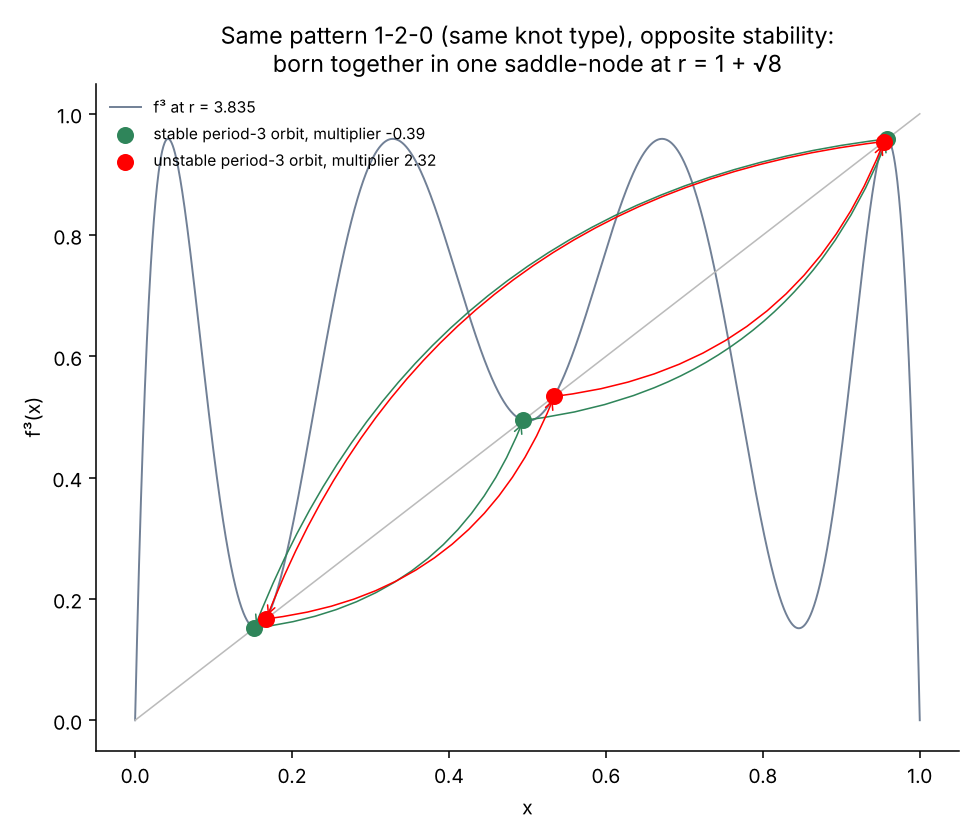 Same pattern 1-2-0 (same knot type), opposite stability:
born together in one saddle-node at r = 1 + √8
f³ at r = 3.835
stable period-3 orbit, multiplier -0.39
unstable period-3 orbit, multiplier 2.32
1.0
0.8
0.6
0.4
0.2
0.0
f³(x)
0.0 0.2 0.4 0.6 0.8 1.0
x